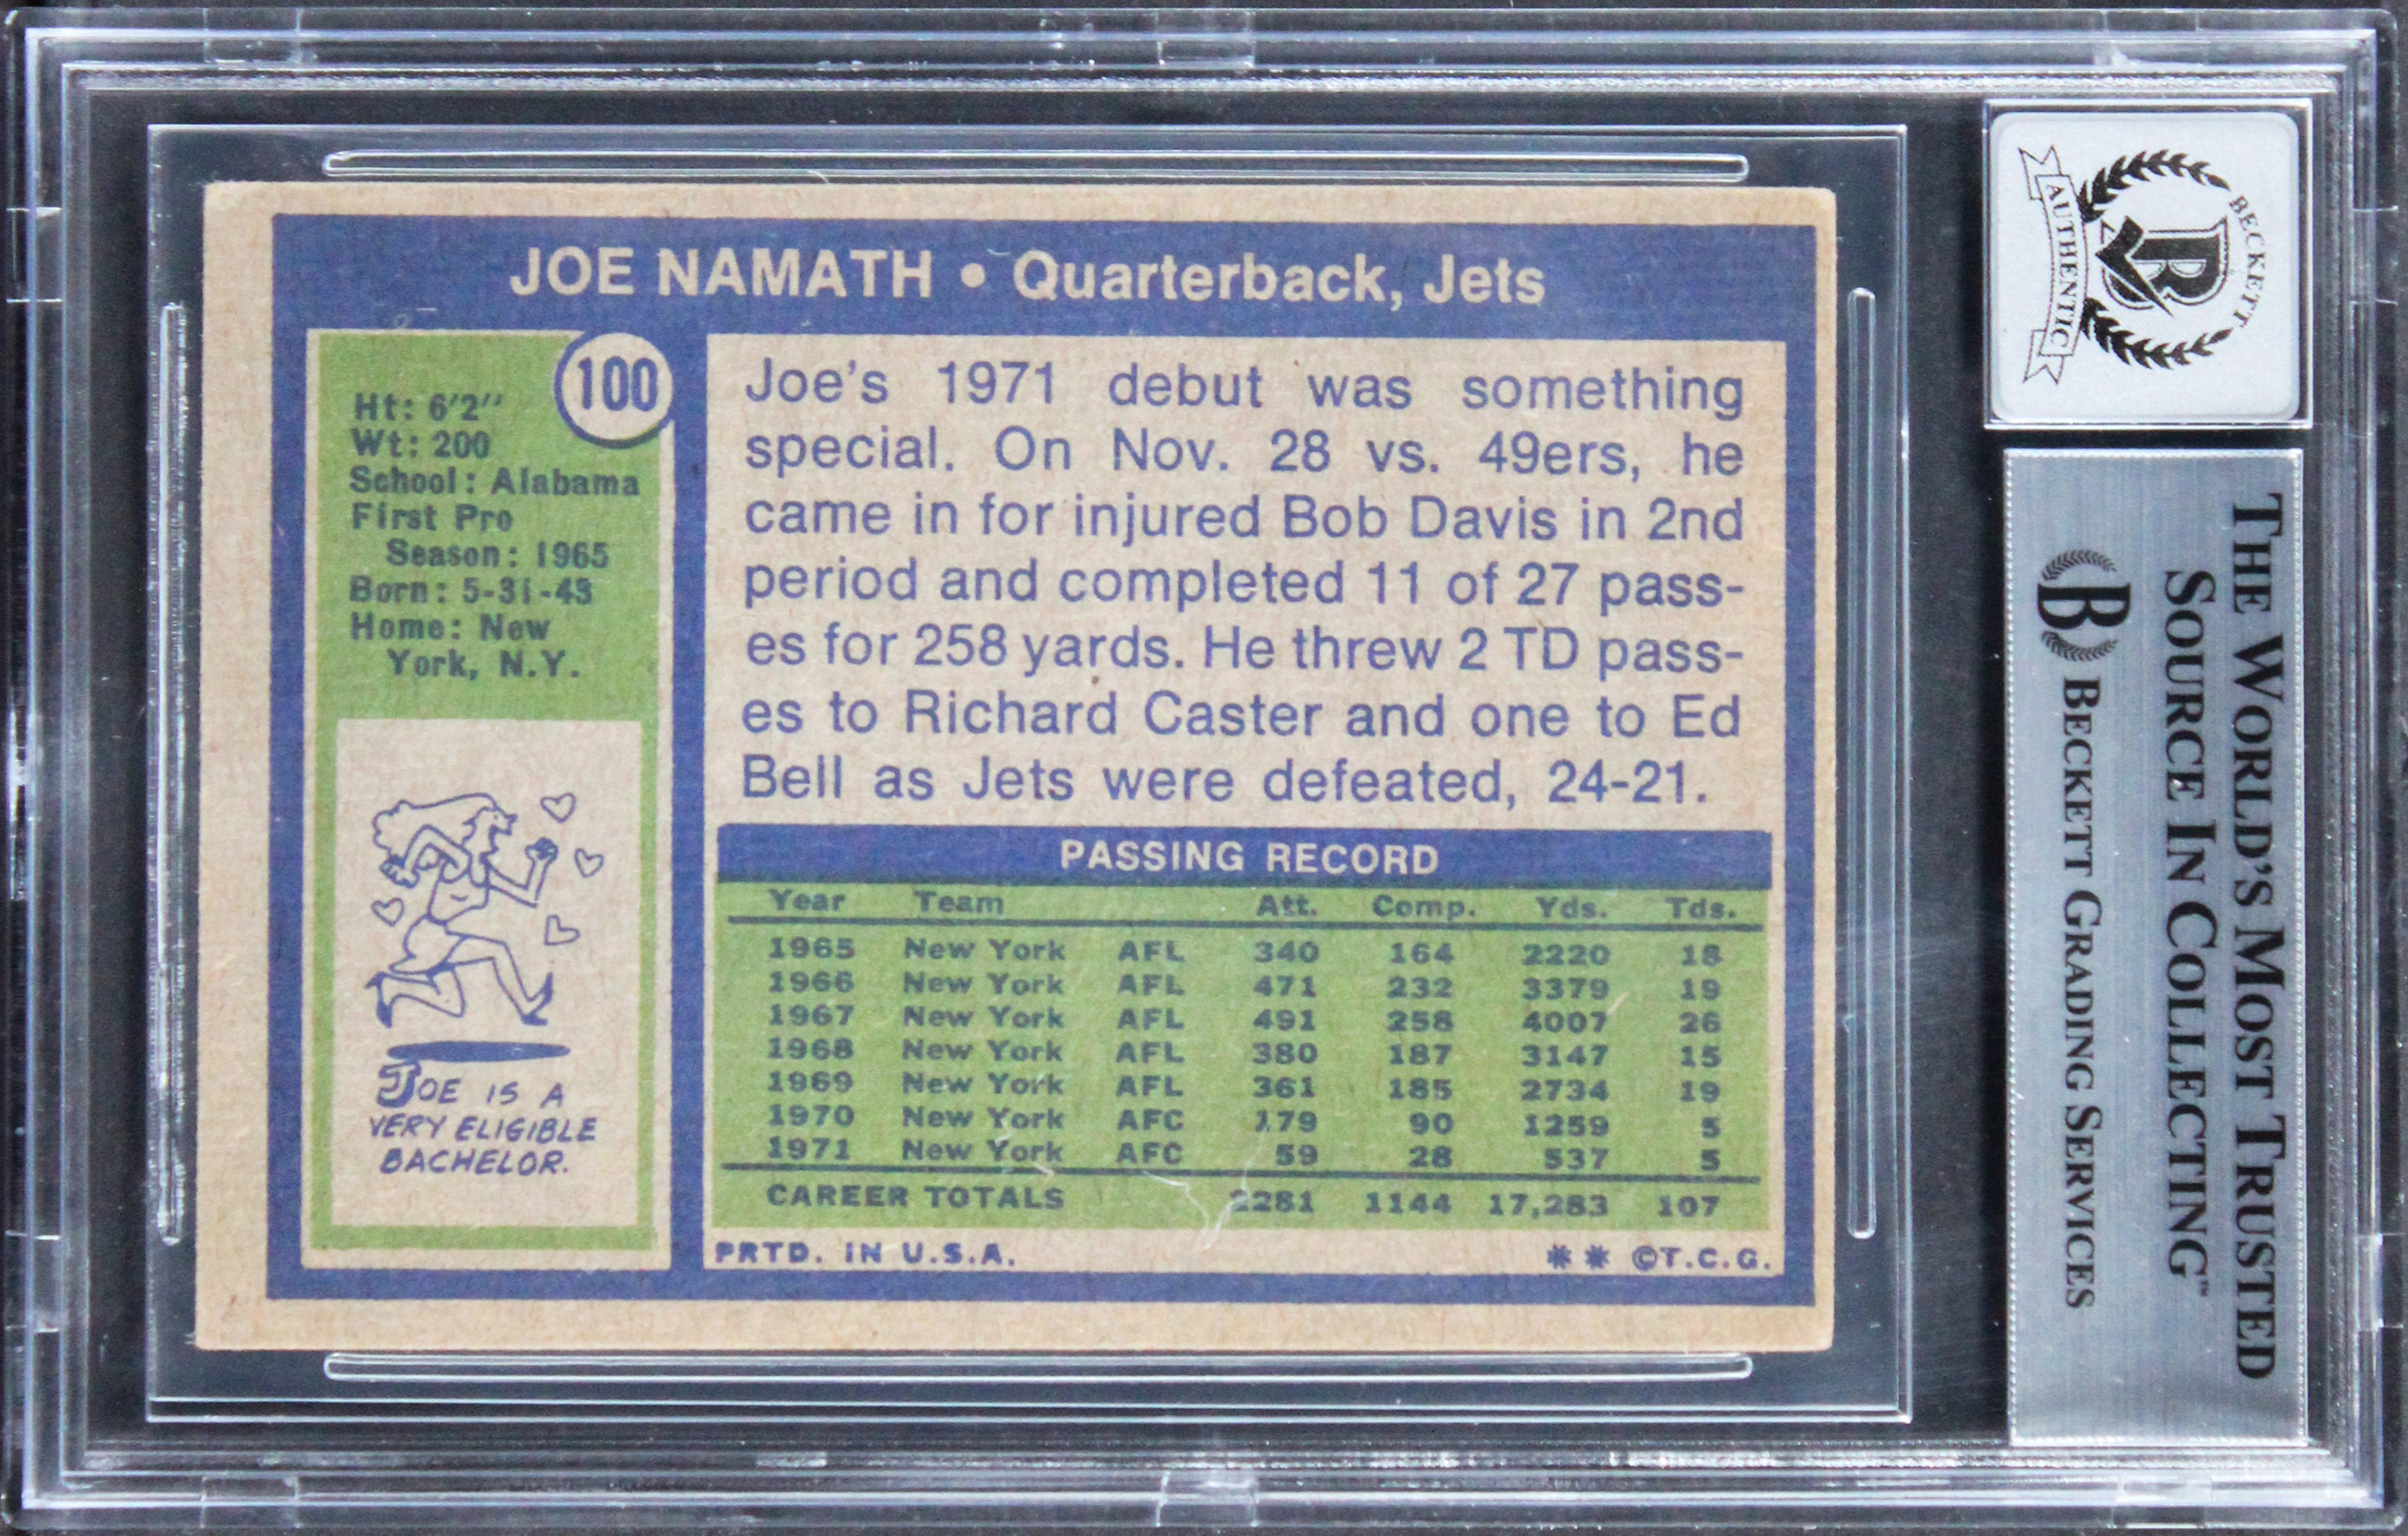 JOE NAMATH • Quarterback, Jets
100
Ht: 6'2"
Wt: 200
School: Alabama
First Pro
Season: 1965
Born: 5-31-43
Home: New
York, N.Y.
JOE IS A
VERY ELIGIBLE
BACHELOR.
Joe's 1971 debut was something
special. On Nov. 28 vs. 49ers, he
came in for injured Bob Davis in 2nd
period and completed 11 of 27 pass-
es for 258 yards. He threw 2 TD pass-
es to Richard Caster and one to Ed
Bell as Jets were defeated, 24-21.
PASSING RECORD
Year Team Att. Comp. Yds. Tds.
1965 New York AFL 340 164 2220 18
1966 New York AFL 471 232 3379 19
1967 New York AFL 491 258 4007 26
1968 New York AFL 380 187 3147 15
1969 New York AFL 361 185 2734 19
1970 New York AFC 179 90 1259 5
1971 New York AFC 59 28 537 5
CAREER TOTALS 2281 1144 17,283 107
PRTD. IN U.S.A. ** ©T.C.G.
BECKETT
B
AUTHENTIC
THE WORLD'S MOST TRUSTED
SOURCE IN COLLECTING™
B BECKETT GRADING SERVICES